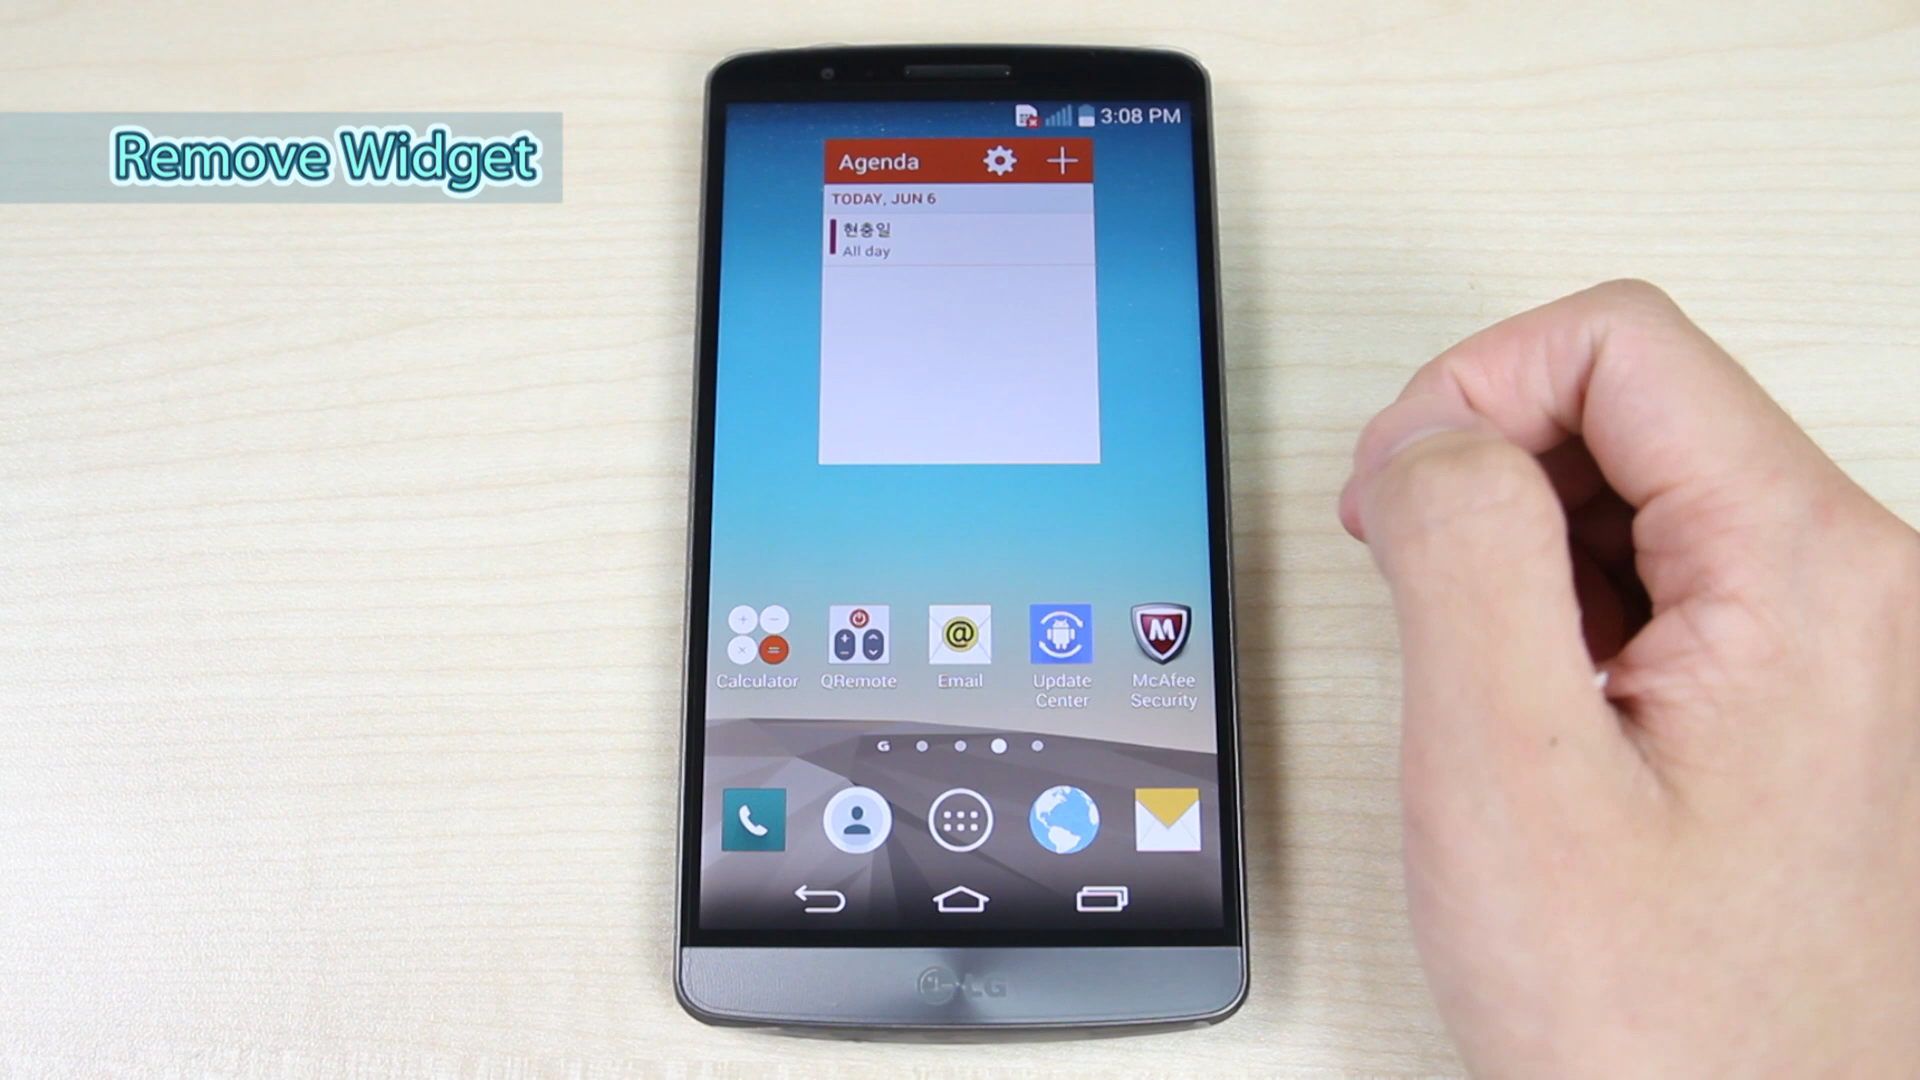 Remove Widget
3:08 PM
Agenda
TODAY, JUN 6
현충일
All day
Calculator
QRemote
Email
Update
Center
McAfee
Security
LG